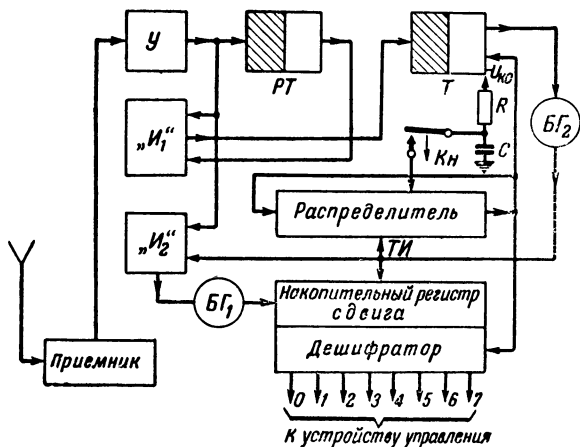 У
РТ
Т
Uко
R
БГ2
„И1“
Кн
С
Распределитель
„И2“
ТИ
БГ1
Накопительный регистр
сдвига
Приемник
Дешифратор
0 1 2 3 4 5 6 7
К устройству управления